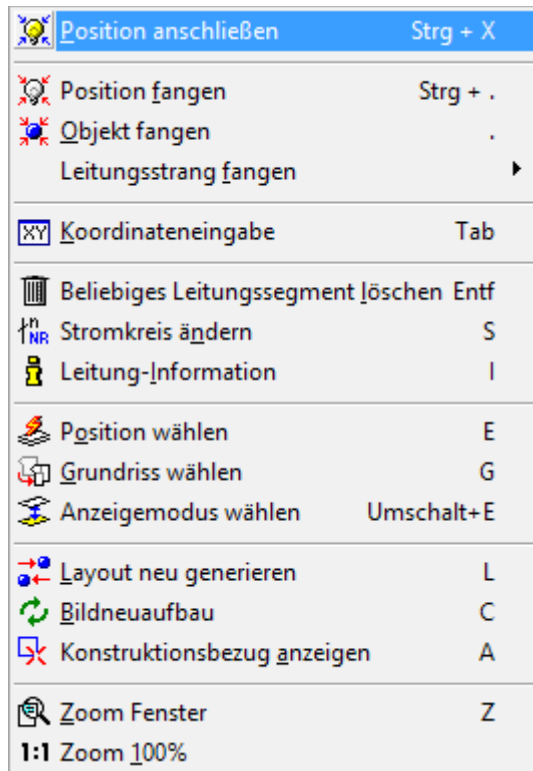 Position anschließen Strg + X
Position fangen Strg + .
Objekt fangen .
Leitungsstrang fangen
XY Koordinateneingabe Tab
Beliebiges Leitungssegment löschen Entf
n NR Stromkreis ändern S
Leitung-Information I
Position wählen E
Grundriss wählen G
Anzeigemodus wählen Umschalt+E
Layout neu generieren L
Bildneuaufbau C
Konstruktionsbezug anzeigen A
Zoom Fenster Z
1:1 Zoom 100%